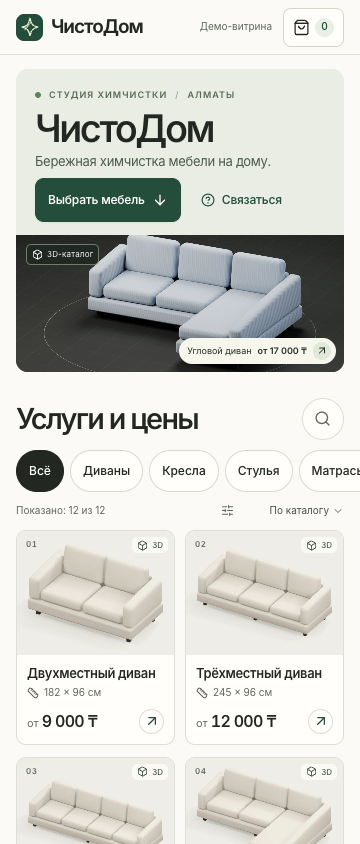 ЧистоДом
Демо-витрина
0
СТУДИЯ ХИМЧИСТКИ / АЛМАТЫ
ЧистоДом
Бережная химчистка мебели на дому.
Выбрать мебель
Связаться
3D-каталог
Угловой диван от 17 000 ₸
Услуги и цены
Всё
Диваны
Кресла
Стулья
Матрасы
Показано: 12 из 12
По каталогу
01
3D
02
3D
Двухместный диван
182 × 96 см
от 9 000 ₸
Трёхместный диван
245 × 96 см
от 12 000 ₸
03
3D
04
3D